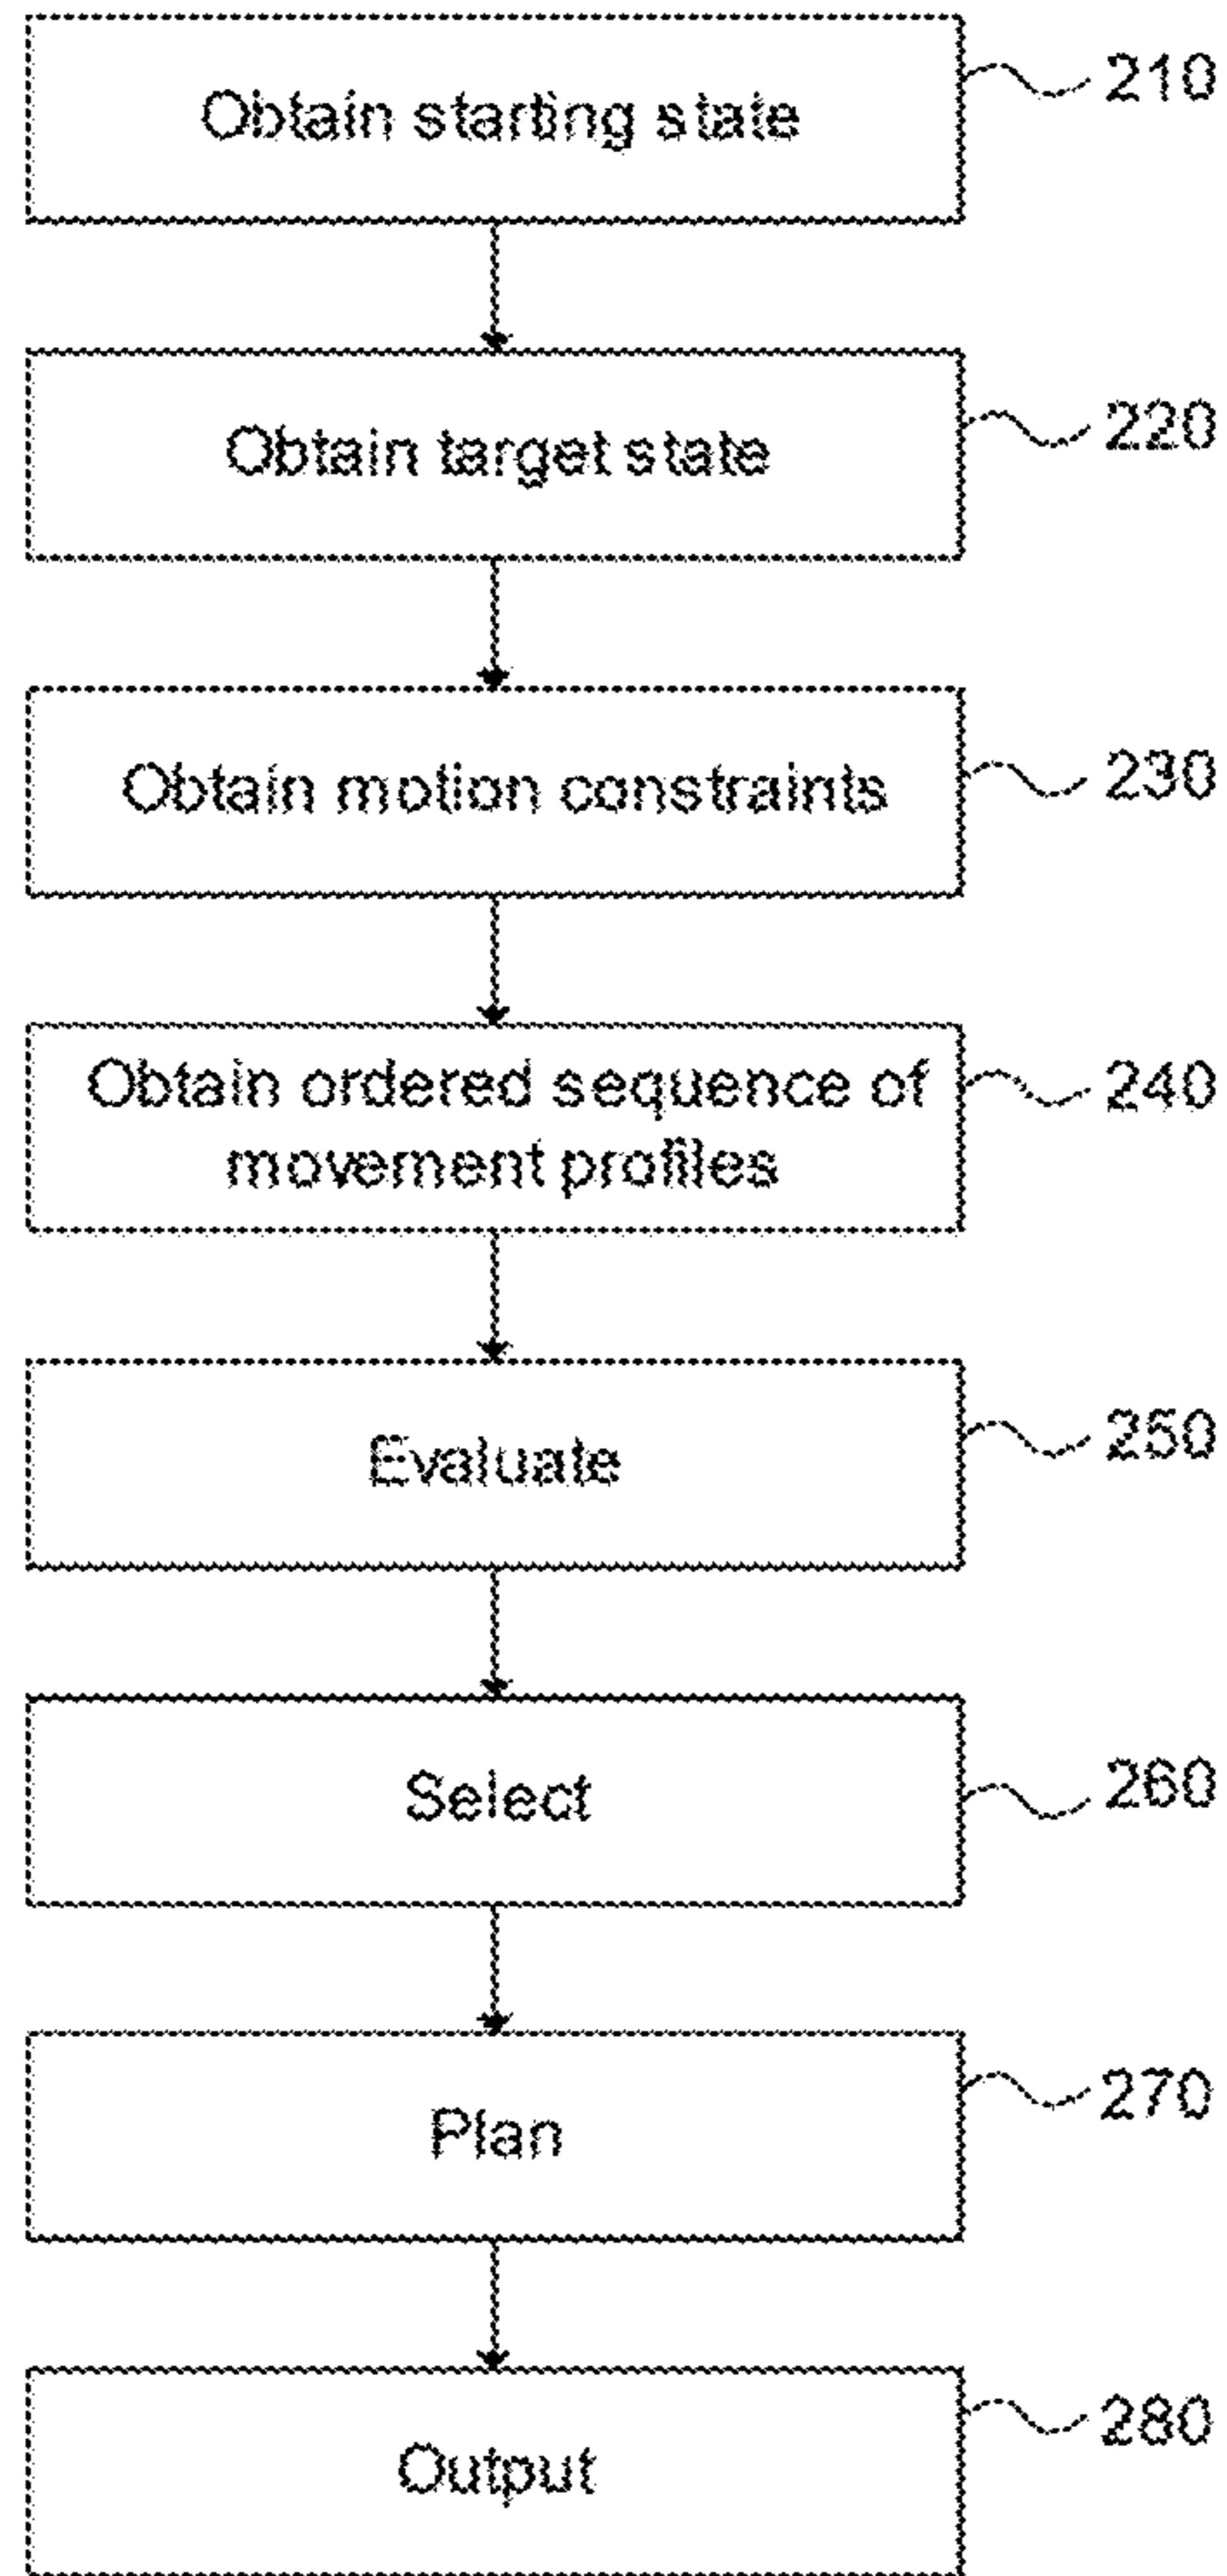 Obtain starting state
210
Obtain target state
220
Obtain motion constraints
230
Obtain ordered sequence of
movement profiles
240
Evaluate
250
Select
260
Plan
270
Output
280